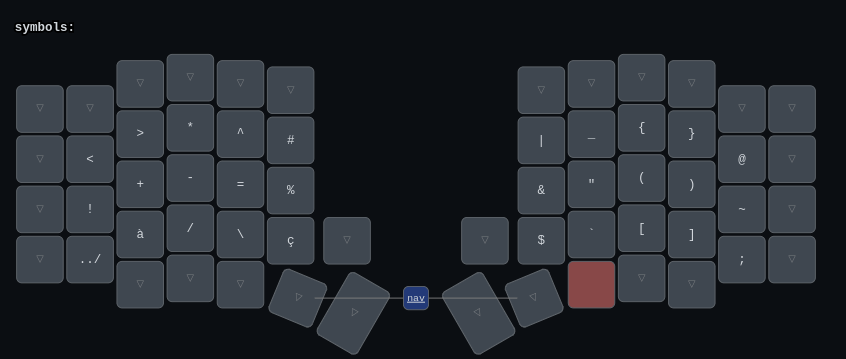 symbols:
▽ ▽ ▽ ▽ ▽ ▽ ▽ ▽ ▽ ▽ ▽ ▽
▽ < > * ^ # | _ { } @ ▽
▽ ! + - = % & " ( ) ~ ▽
▽ ../ à / \ ç ▽ ▽ $ ` [ ] ; ▽
▽ ▽ ▽ ▷ ▷ nav ◁ ◁ ▽ ▽